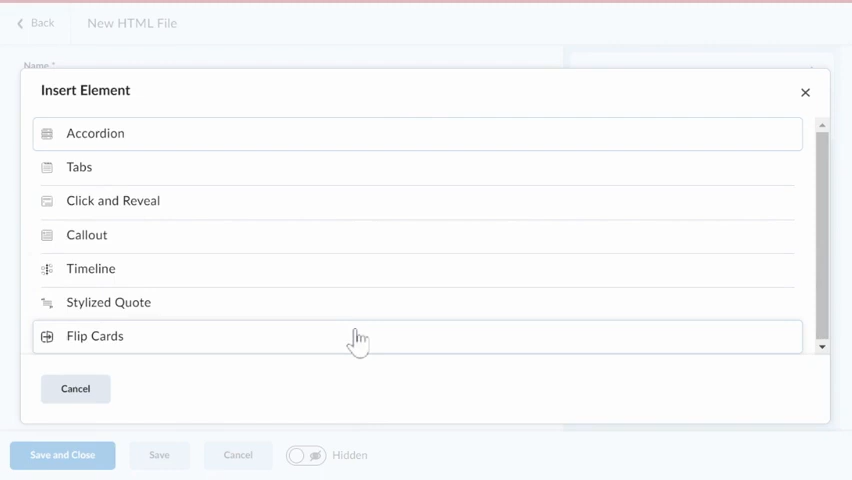 Back
New HTML File
Name *
Insert Element
Accordion
Tabs
Click and Reveal
Callout
Timeline
Stylized Quote
Flip Cards
Cancel
Save and Close
Save
Cancel
Hidden